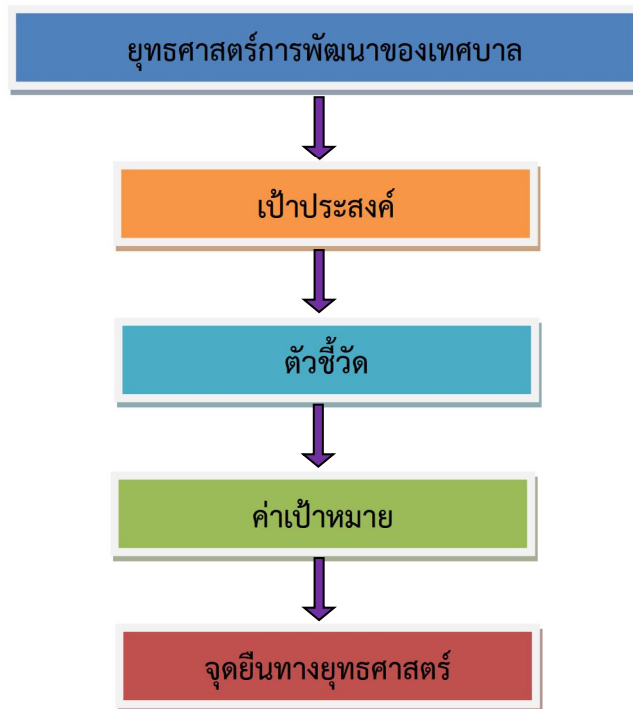 ยุทธศาสตร์การพัฒนาของเทศบาล
เป้าประสงค์
ตัวชี้วัด
ค่าเป้าหมาย
จุดยืนทางยุทธศาสตร์